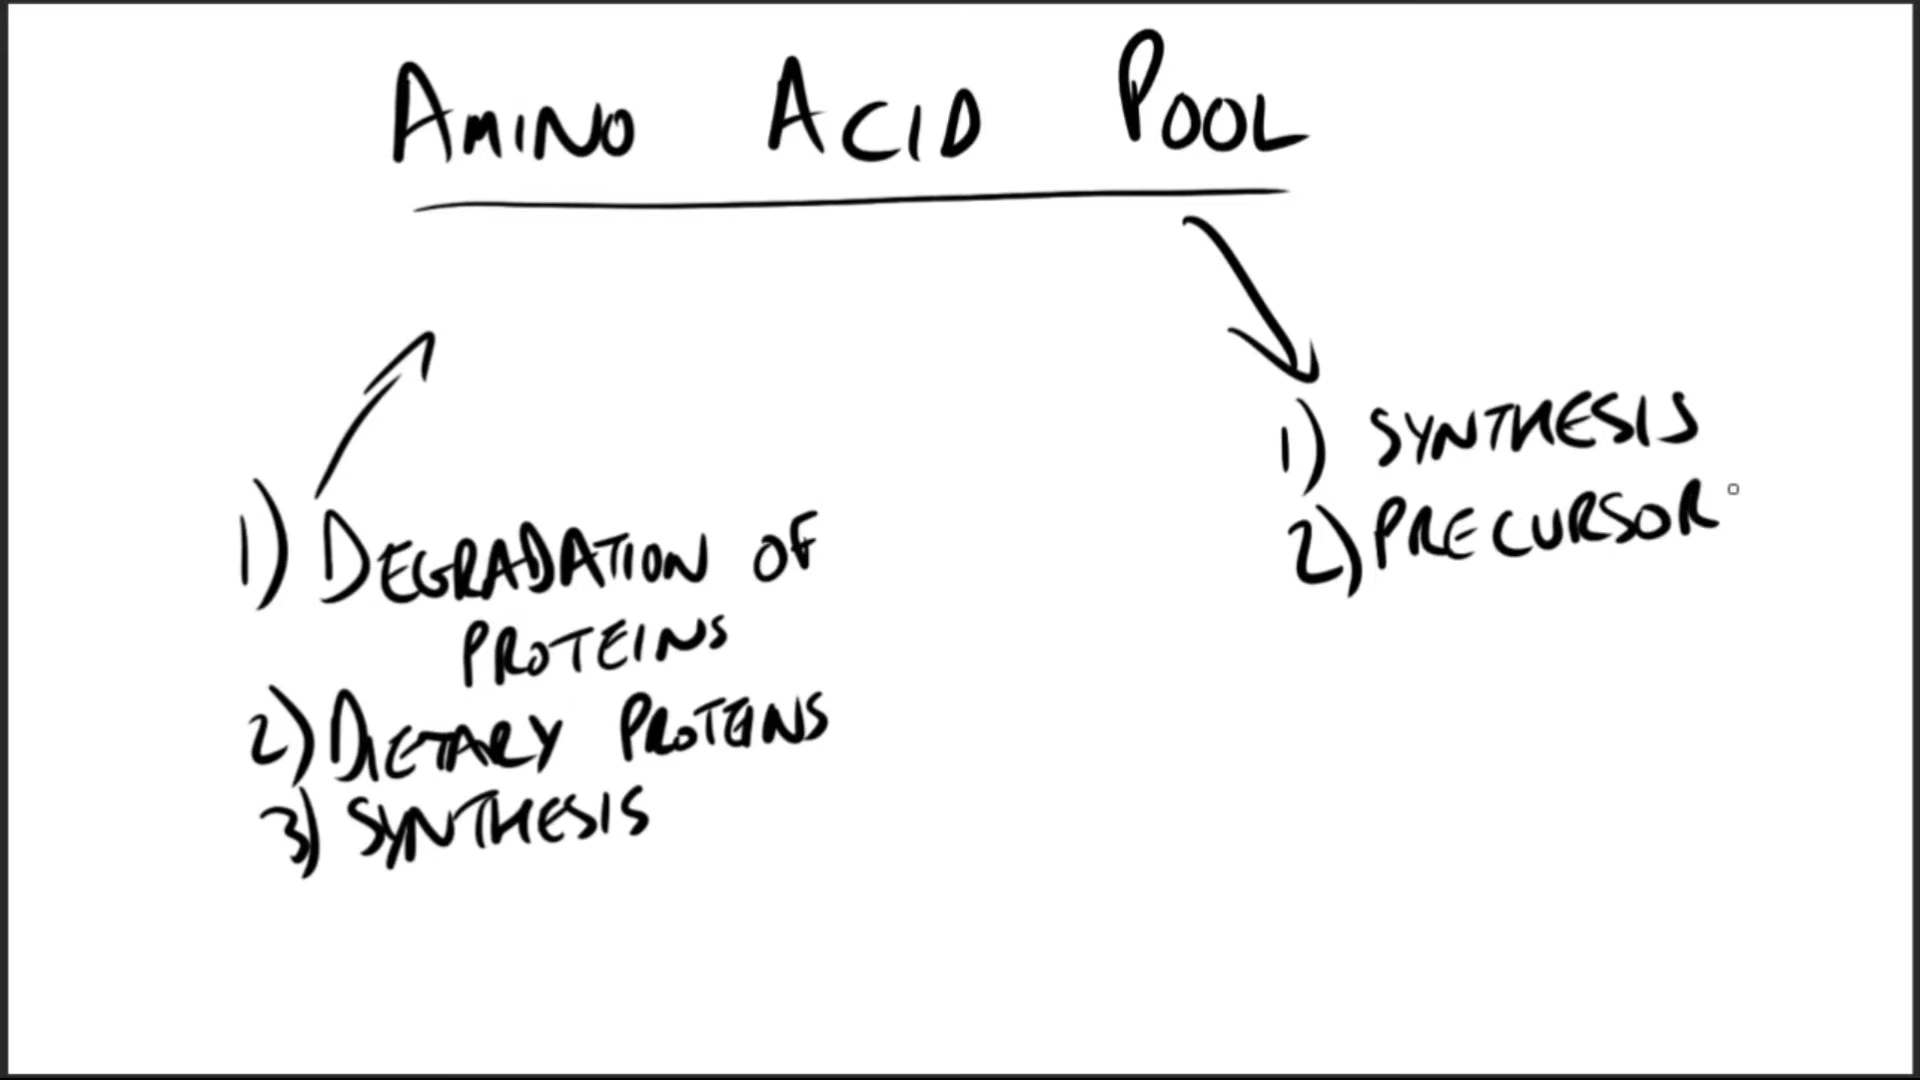 AMINO ACID POOL
1) DEGRADATION OF
PROTEINS
2) DIETARY PROTEINS
3) SYNTHESIS
1) SYNTHESIS
2) PRECURSOR